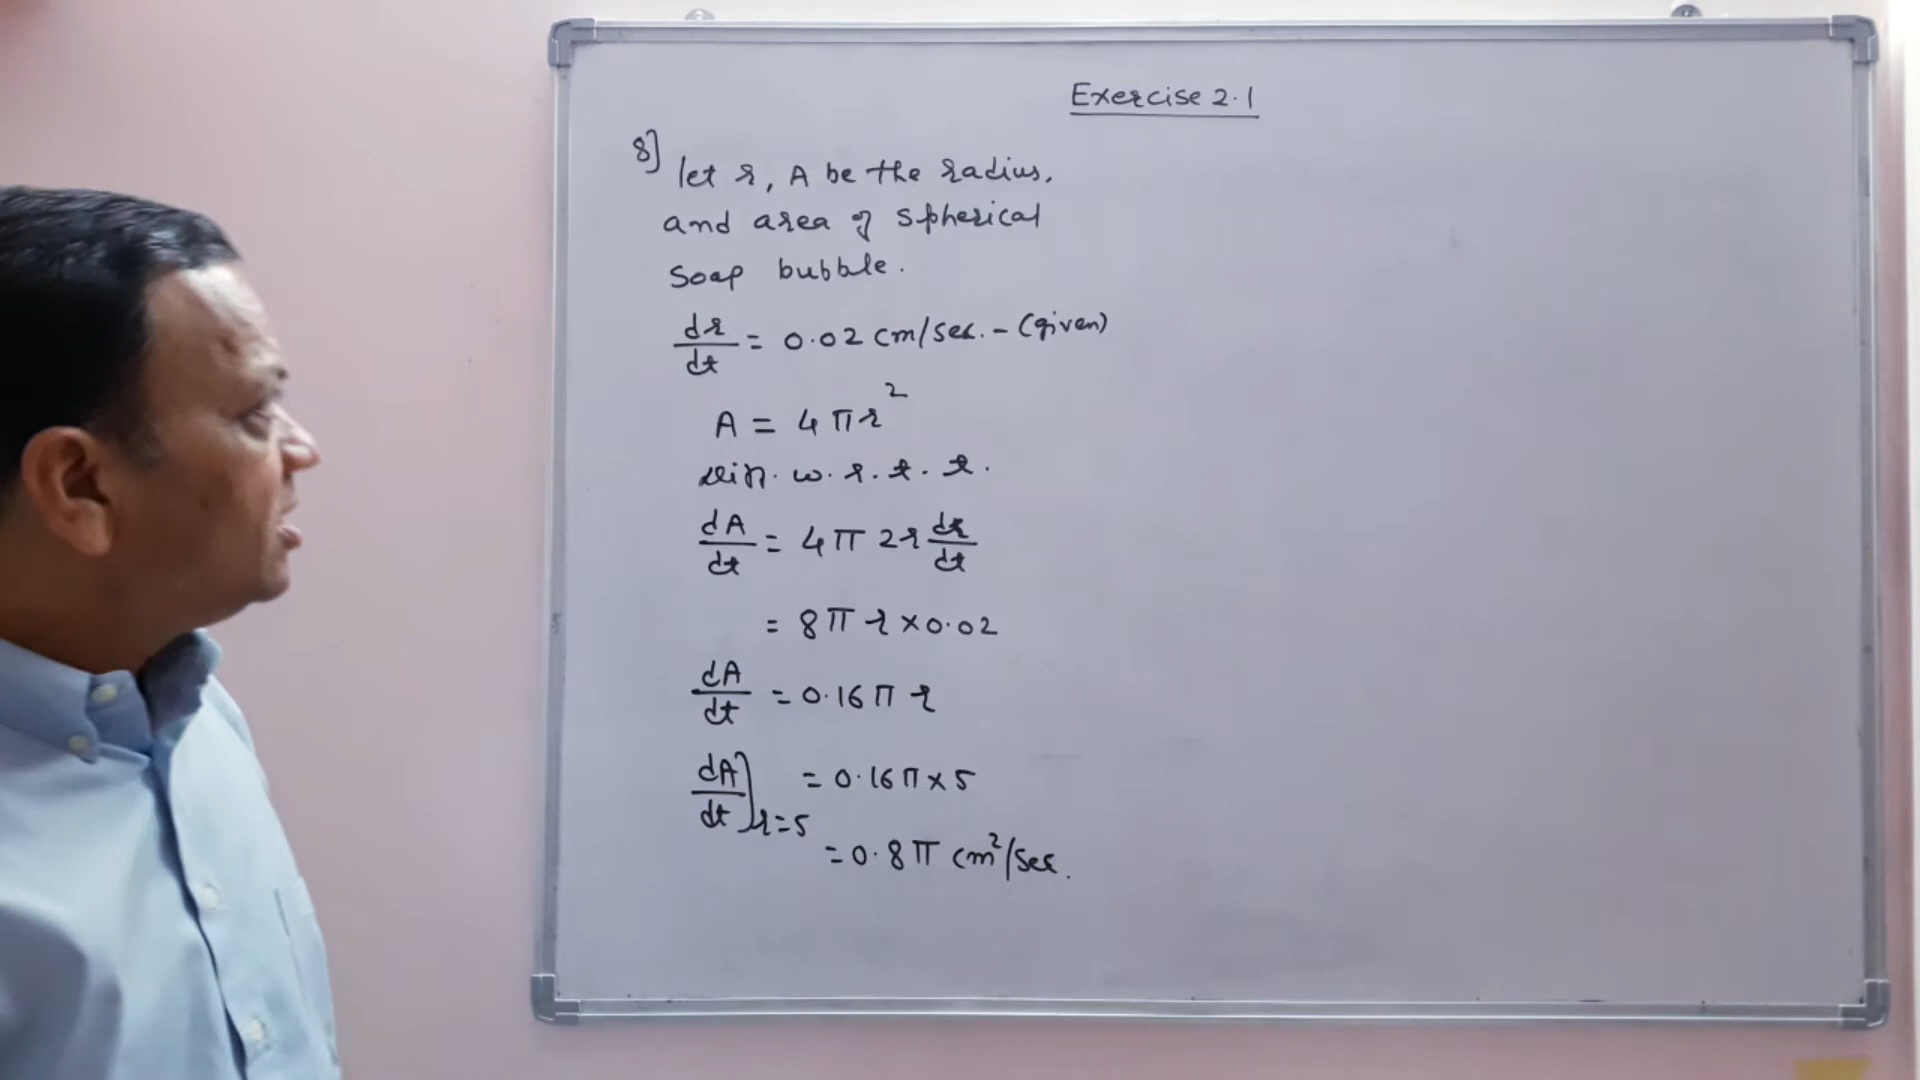 Exercise 2.1
8]
let r, A be the radius,
and area of spherical
soap bubble.
dr/dt = 0.02 cm/sec. - (given)
A = 4πr²
diff. w. r. t. t.
dA/dt = 4π 2r dr/dt
= 8π r × 0.02
dA/dt = 0.16π r
dA/dt]r=5 = 0.16π × 5
= 0.8π cm²/sec.